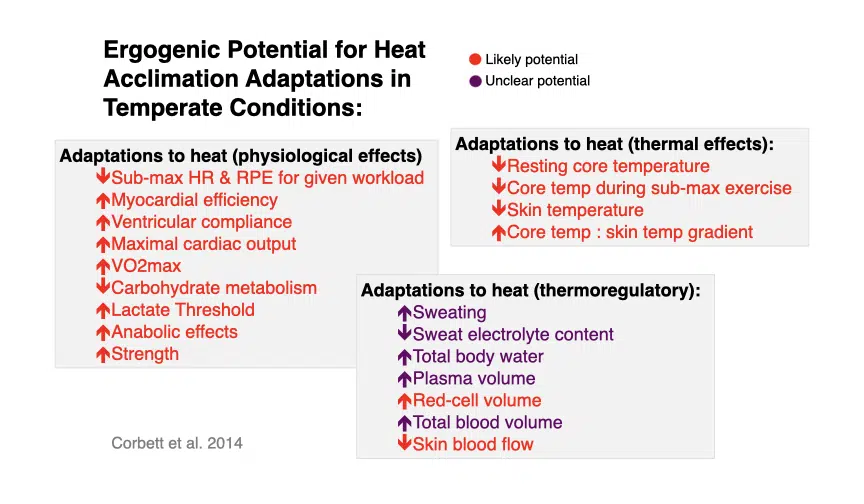 Ergogenic Potential for Heat
Acclimation Adaptations in
Temperate Conditions:
Likely potential
Unclear potential
Adaptations to heat (physiological effects)
↓Sub-max HR & RPE for given workload
↑Myocardial efficiency
↑Ventricular compliance
↑Maximal cardiac output
↑VO2max
↓Carbohydrate metabolism
↑Lactate Threshold
↑Anabolic effects
↑Strength
Adaptations to heat (thermal effects):
↓Resting core temperature
↓Core temp during sub-max exercise
↓Skin temperature
↑Core temp : skin temp gradient
Adaptations to heat (thermoregulatory):
↑Sweating
↓Sweat electrolyte content
↑Total body water
↑Plasma volume
↑Red-cell volume
↑Total blood volume
↓Skin blood flow
Corbett et al. 2014